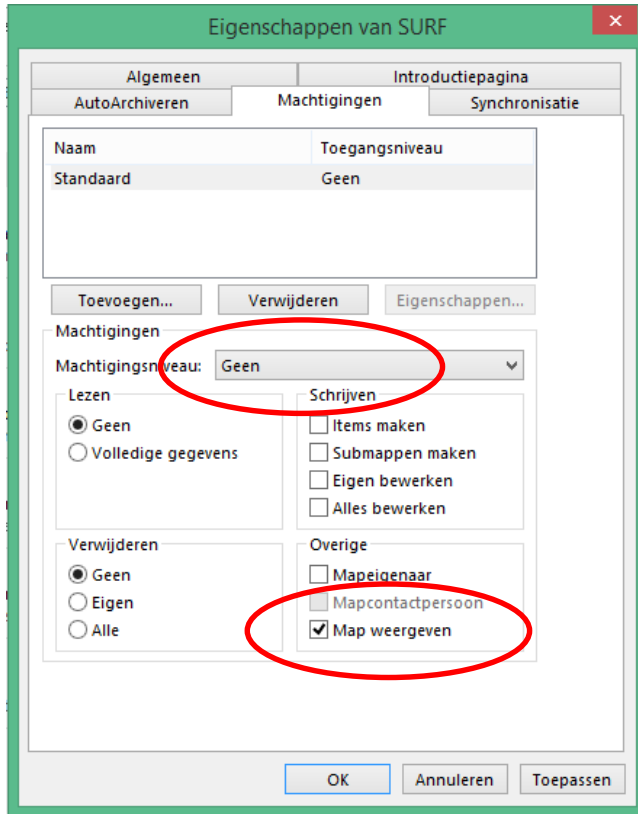 Eigenschappen van SURF
Algemeen
Introductiepagina
AutoArchiveren
Machtigingen
Synchronisatie
Naam
Toegangsniveau
Standaard
Geen
Toevoegen...
Verwijderen
Eigenschappen...
Machtigingen
Machtigingsniveau:
Geen
Lezen
Geen
Volledige gegevens
Schrijven
Items maken
Submappen maken
Eigen bewerken
Alles bewerken
Verwijderen
Geen
Eigen
Alle
Overige
Mapeigenaar
Mapcontactpersoon
Map weergeven
OK
Annuleren
Toepassen